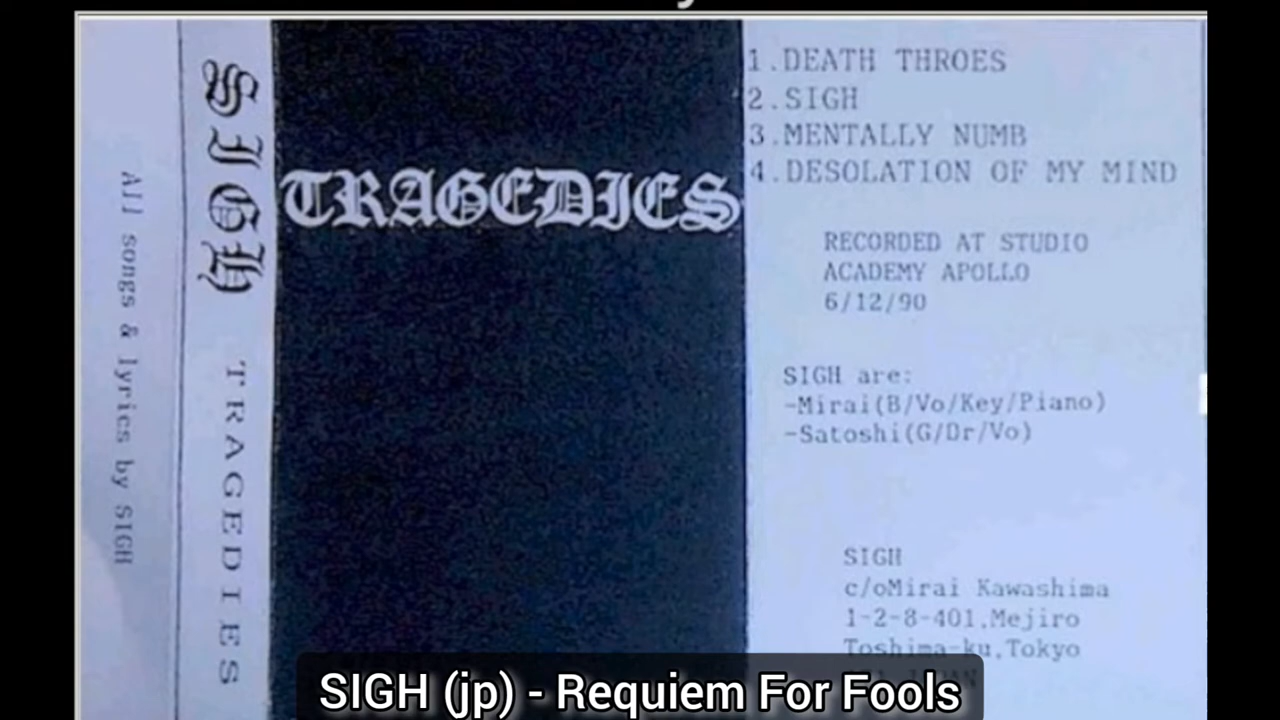 All songs & lyrics by SIGH
SIGH TRAGEDIES
TRAGEDIES
1.DEATH THROES
2.SIGH
3.MENTALLY NUMB
4.DESOLATION OF MY MIND
RECORDED AT STUDIO
ACADEMY APOLLO
6/12/90
SIGH are:
-Mirai(B/Vo/Key/Piano)
-Satoshi(G/Dr/Vo)
SIGH
c/oMirai Kawashima
1-2-8-401,Mejiro
Toshima-ku,Tokyo
SIGH (jp) - Requiem For Fools